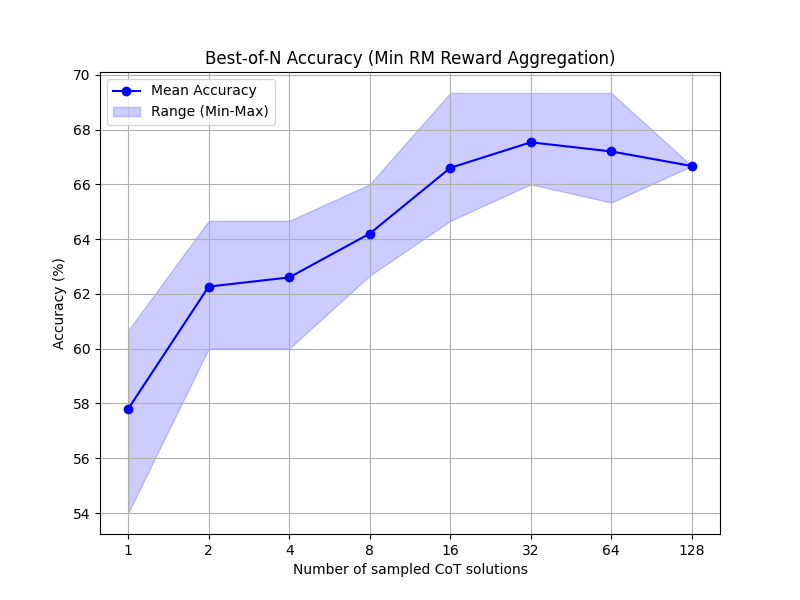 Best-of-N Accuracy (Min RM Reward Aggregation)
Mean Accuracy
Range (Min-Max)
70
68
66
64
62
60
58
56
54
Accuracy (%)
1 2 4 8 16 32 64 128
Number of sampled CoT solutions